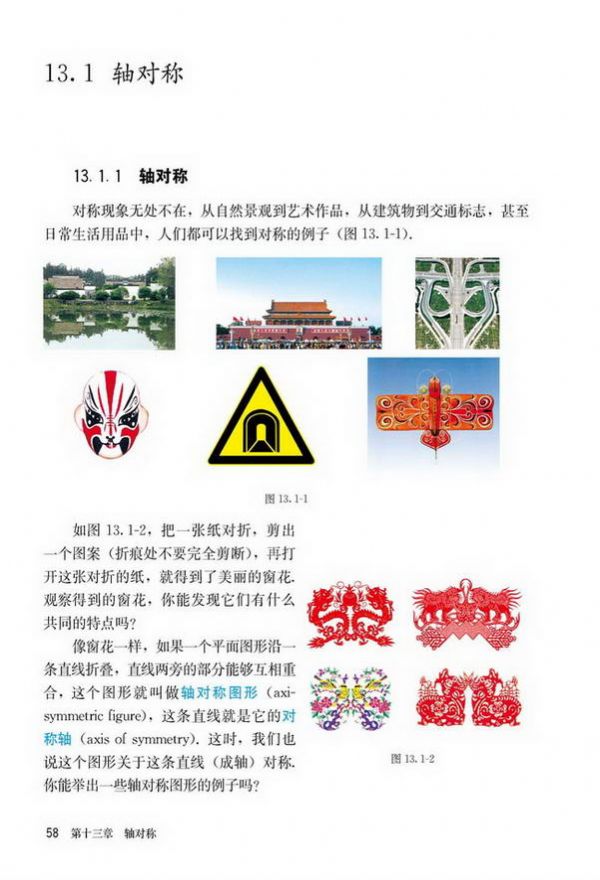 13.1 轴对称
13.1.1 轴对称
对称现象无处不在，从自然景观到艺术作品，从建筑物到交通标志，甚至
日常生活用品中，人们都可以找到对称的例子（图 13.1-1）.
图 13.1-1
如图 13.1-2，把一张纸对折，剪出
一个图案（折痕处不要完全剪断），再打
开这张对折的纸，就得到了美丽的窗花.
观察得到的窗花，你能发现它们有什么
共同的特点吗？
像窗花一样，如果一个平面图形沿一
条直线折叠，直线两旁的部分能够互相重
合，这个图形就叫做轴对称图形（axi-
symmetric figure），这条直线就是它的对
称轴（axis of symmetry）. 这时，我们也
说这个图形关于这条直线（成轴）对称.
你能举出一些轴对称图形的例子吗？
图 13.1-2
58 第十三章 轴对称